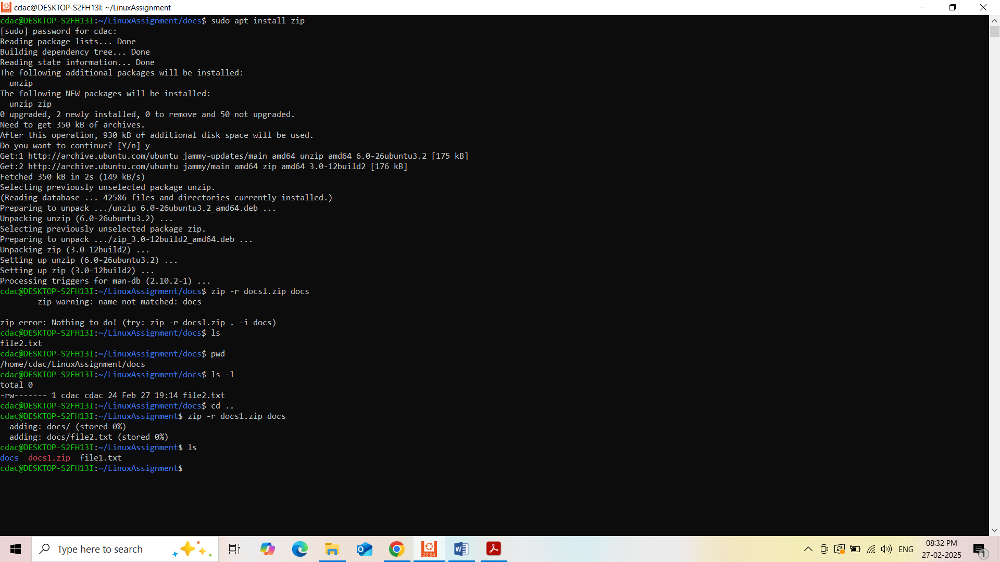 cdac@DESKTOP-S2FH13I: ~/LinuxAssignment
cdac@DESKTOP-S2FH13I:~/LinuxAssignment/docs$ sudo apt install zip
[sudo] password for cdac:
Reading package lists... Done
Building dependency tree... Done
Reading state information... Done
The following additional packages will be installed:
  unzip
The following NEW packages will be installed:
  unzip zip
0 upgraded, 2 newly installed, 0 to remove and 50 not upgraded.
Need to get 350 kB of archives.
After this operation, 930 kB of additional disk space will be used.
Do you want to continue? [Y/n] y
Get:1 http://archive.ubuntu.com/ubuntu jammy-updates/main amd64 unzip amd64 6.0-26ubuntu3.2 [175 kB]
Get:2 http://archive.ubuntu.com/ubuntu jammy/main amd64 zip amd64 3.0-12build2 [176 kB]
Fetched 350 kB in 2s (149 kB/s)
Selecting previously unselected package unzip.
(Reading database ... 42586 files and directories currently installed.)
Preparing to unpack .../unzip_6.0-26ubuntu3.2_amd64.deb ...
Unpacking unzip (6.0-26ubuntu3.2) ...
Selecting previously unselected package zip.
Preparing to unpack .../zip_3.0-12build2_amd64.deb ...
Unpacking zip (3.0-12build2) ...
Setting up unzip (6.0-26ubuntu3.2) ...
Setting up zip (3.0-12build2) ...
Processing triggers for man-db (2.10.2-1) ...
cdac@DESKTOP-S2FH13I:~/LinuxAssignment/docs$ zip -r docsl.zip docs
        zip warning: name not matched: docs
zip error: Nothing to do! (try: zip -r docsl.zip . -i docs)
cdac@DESKTOP-S2FH13I:~/LinuxAssignment/docs$ ls
file2.txt
cdac@DESKTOP-S2FH13I:~/LinuxAssignment/docs$ pwd
/home/cdac/LinuxAssignment/docs
cdac@DESKTOP-S2FH13I:~/LinuxAssignment/docs$ ls -l
total 0
-rw------- 1 cdac cdac 24 Feb 27 19:14 file2.txt
cdac@DESKTOP-S2FH13I:~/LinuxAssignment/docs$ cd ..
cdac@DESKTOP-S2FH13I:~/LinuxAssignment$ zip -r docs1.zip docs
  adding: docs/ (stored 0%)
  adding: docs/file2.txt (stored 0%)
cdac@DESKTOP-S2FH13I:~/LinuxAssignment$ ls
docs  docs1.zip  file1.txt
cdac@DESKTOP-S2FH13I:~/LinuxAssignment$
Type here to search
22.04
ENG
08:32 PM
27-02-2025
1